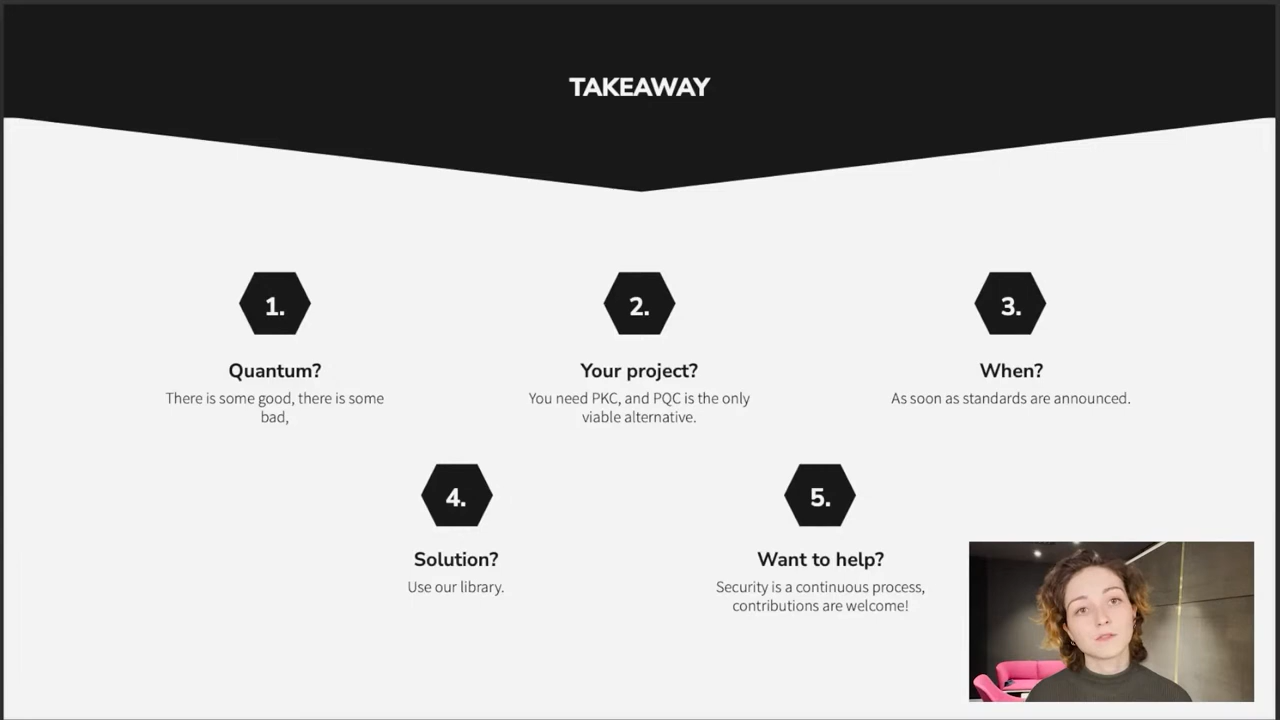 TAKEAWAY
1.
Quantum?
There is some good, there is some
bad,
2.
Your project?
You need PKC, and PQC is the only
viable alternative.
3.
When?
As soon as standards are announced.
4.
Solution?
Use our library.
5.
Want to help?
Security is a continuous process,
contributions are welcome!